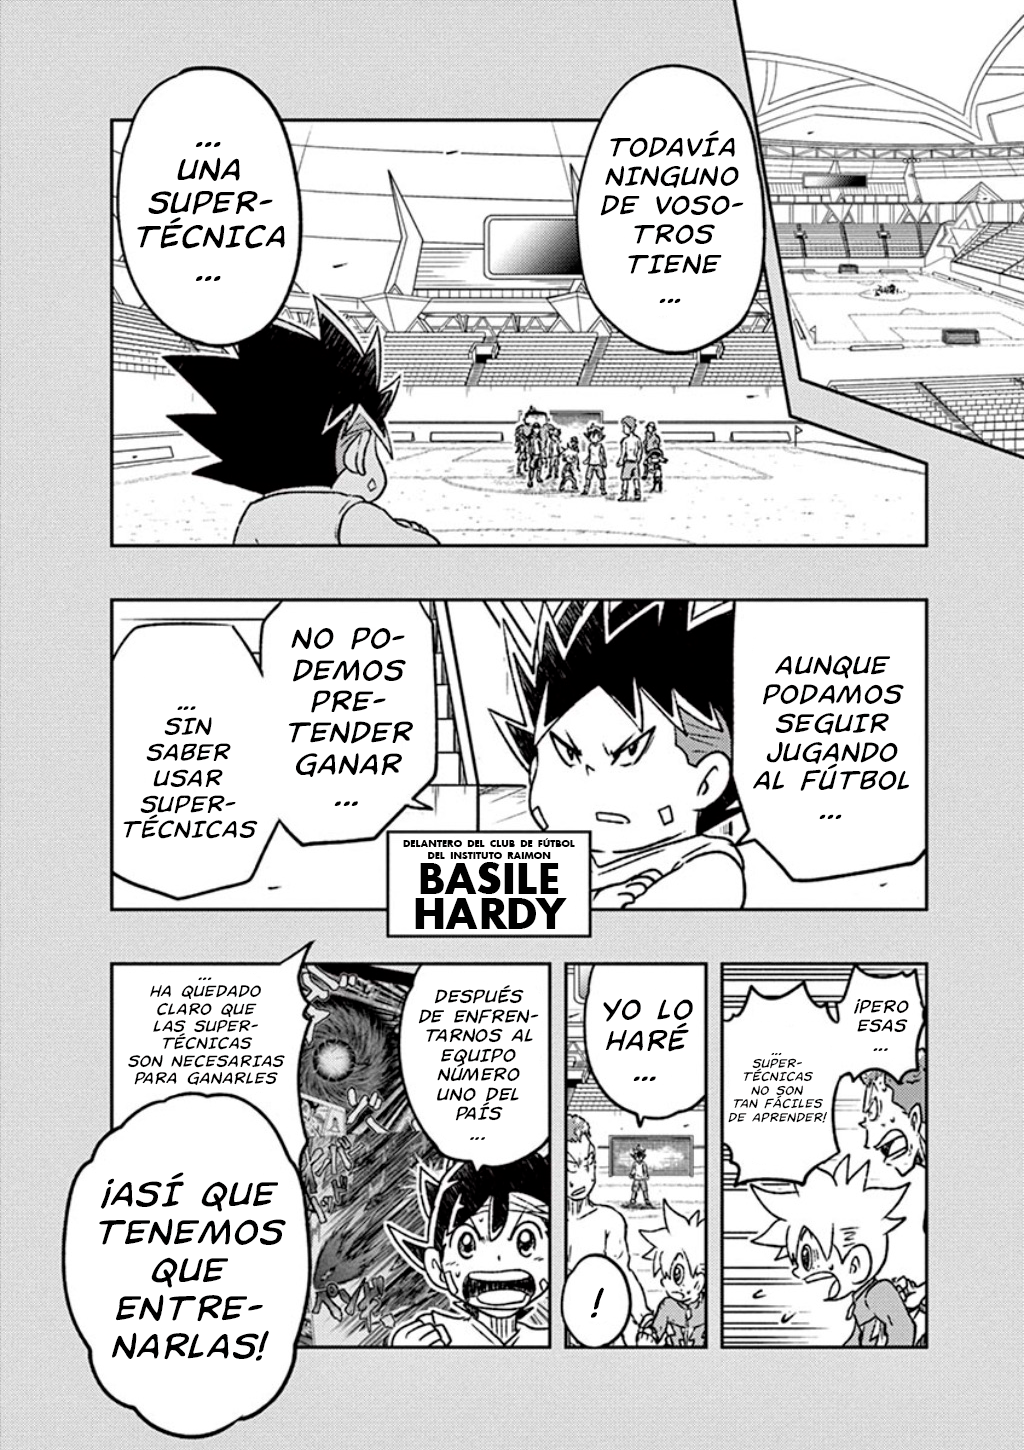 TODAVÍA
NINGUNO
DE VOSO-
TROS
TIENE
...
...
UNA
SUPER-
TÉCNICA
...
AUNQUE
PODAMOS
SEGUIR
JUGANDO
AL FÚTBOL
...
NO PO-
DEMOS
PRE-
TENDER
GANAR
...
...
SIN
SABER
USAR
SUPER-
TÉCNICAS
DELANTERO DEL CLUB DE FÚTBOL
DEL INSTITUTO RAIMON
BASILE
HARDY
¡PERO
ESAS
...
...
SUPER-
TÉCNICAS
NO SON
TAN FÁCILES
DE APRENDER!
YO LO
HARÉ
...
!
DESPUÉS
DE ENFREN-
TARNOS AL
EQUIPO
NÚMERO
UNO DEL
PAÍS
...
...
HA QUEDADO
CLARO QUE
LAS SUPER-
TÉCNICAS
SON NECESARIAS
PARA GANARLES
¡ASÍ QUE
TENEMOS
QUE
ENTRE-
NARLAS!